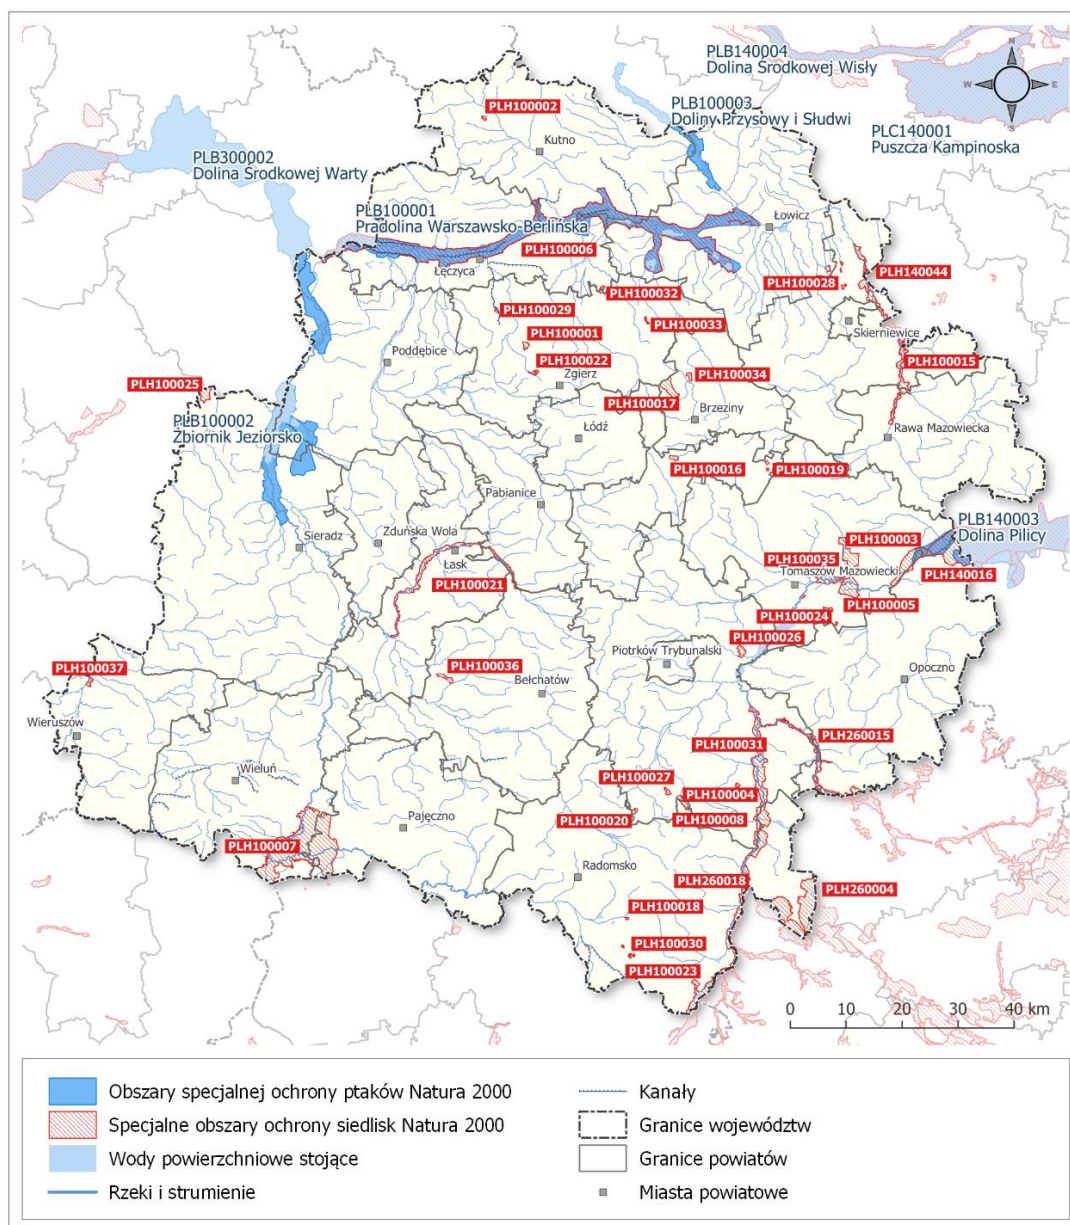 PLB140004
Dolina Środkowej Wisły
N
W
E
S
PLH100002
PLB100003
Doliny Przysowy i Słudwi
PLC140001
Puszcza Kampinoska
Kutno
PLB300002
Dolina Środkowej Warty
PLB100001
Pradolina Warszawsko-Berlińska
Łowicz
PLH100006
Łęczyca
PLH140044
PLH100028
PLH100032
PLH100029
PLH100033
PLH100001
Skierniewice
Poddębice
PLH100022
PLH100015
Zgierz
PLH100034
PLH100025
PLH100017
Brzeziny
PLB100002
Zbiornik Jeziorsko
Łódź
Rawa Mazowiecka
PLH100016
PLH100019
Pabianice
PLB140003
Dolina Pilicy
Sieradz
Zduńska Wola
PLH100003
Łask
PLH100035
Tomaszów Mazowiecki
PLH140016
PLH100021
PLH100005
PLH100024
PLH100026
Piotrków Trybunalski
PLH100037
PLH100036
Opoczno
Bełchatów
Wieruszów
PLH260015
PLH100031
Wieluń
PLH100027
PLH100004
PLH100020
PLH100008
Pajęczno
PLH100007
Radomsko
PLH260018
PLH260004
PLH100018
PLH100030
PLH100023
0 10 20 30 40 km
Obszary specjalnej ochrony ptaków Natura 2000
Kanały
Specjalne obszary ochrony siedlisk Natura 2000
Granice województw
Wody powierzchniowe stojące
Granice powiatów
Rzeki i strumienie
Miasta powiatowe